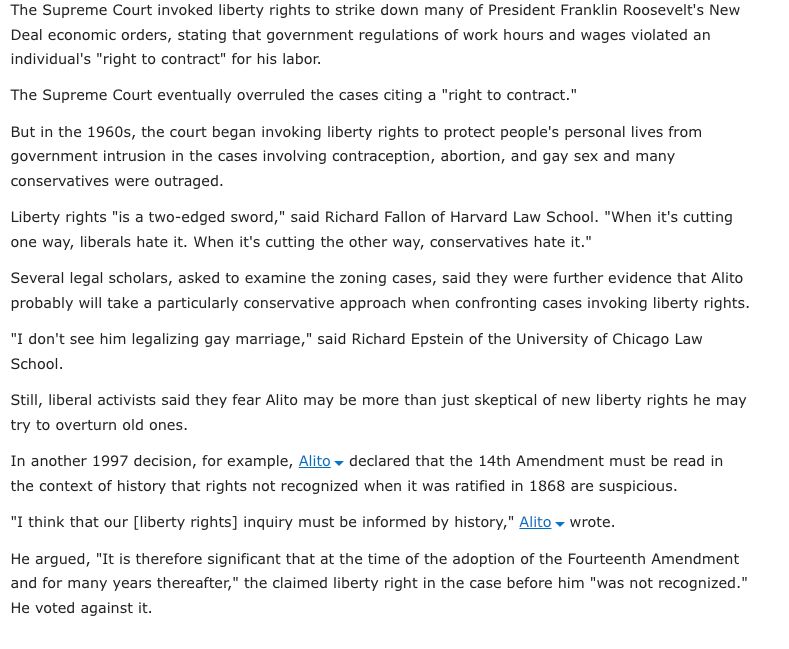 The Supreme Court invoked liberty rights to strike down many of President Franklin Roosevelt's New
Deal economic orders, stating that government regulations of work hours and wages violated an
individual's "right to contract" for his labor.
The Supreme Court eventually overruled the cases citing a "right to contract."
But in the 1960s, the court began invoking liberty rights to protect people's personal lives from
government intrusion in the cases involving contraception, abortion, and gay sex and many
conservatives were outraged.
Liberty rights "is a two-edged sword," said Richard Fallon of Harvard Law School. "When it's cutting
one way, liberals hate it. When it's cutting the other way, conservatives hate it."
Several legal scholars, asked to examine the zoning cases, said they were further evidence that Alito
probably will take a particularly conservative approach when confronting cases invoking liberty rights.
"I don't see him legalizing gay marriage," said Richard Epstein of the University of Chicago Law
School.
Still, liberal activists said they fear Alito may be more than just skeptical of new liberty rights he may
try to overturn old ones.
In another 1997 decision, for example, Alito declared that the 14th Amendment must be read in
the context of history that rights not recognized when it was ratified in 1868 are suspicious.
"I think that our [liberty rights] inquiry must be informed by history," Alito wrote.
He argued, "It is therefore significant that at the time of the adoption of the Fourteenth Amendment
and for many years thereafter," the claimed liberty right in the case before him "was not recognized."
He voted against it.